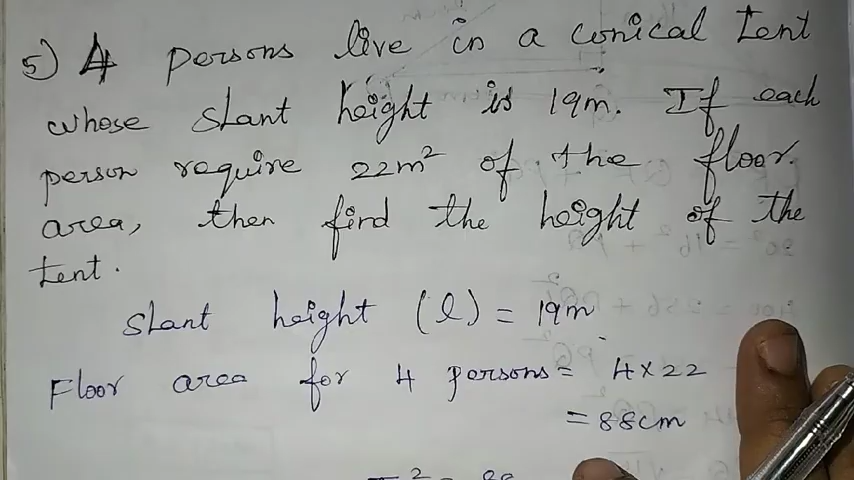 5) 4 persons live in a conical tent
whose slant height is 19m. If each
person require 22m² of the floor.
area, then find the height of the
tent.
slant height (l) = 19m
Floor area for 4 persons = 4×22
= 88cm